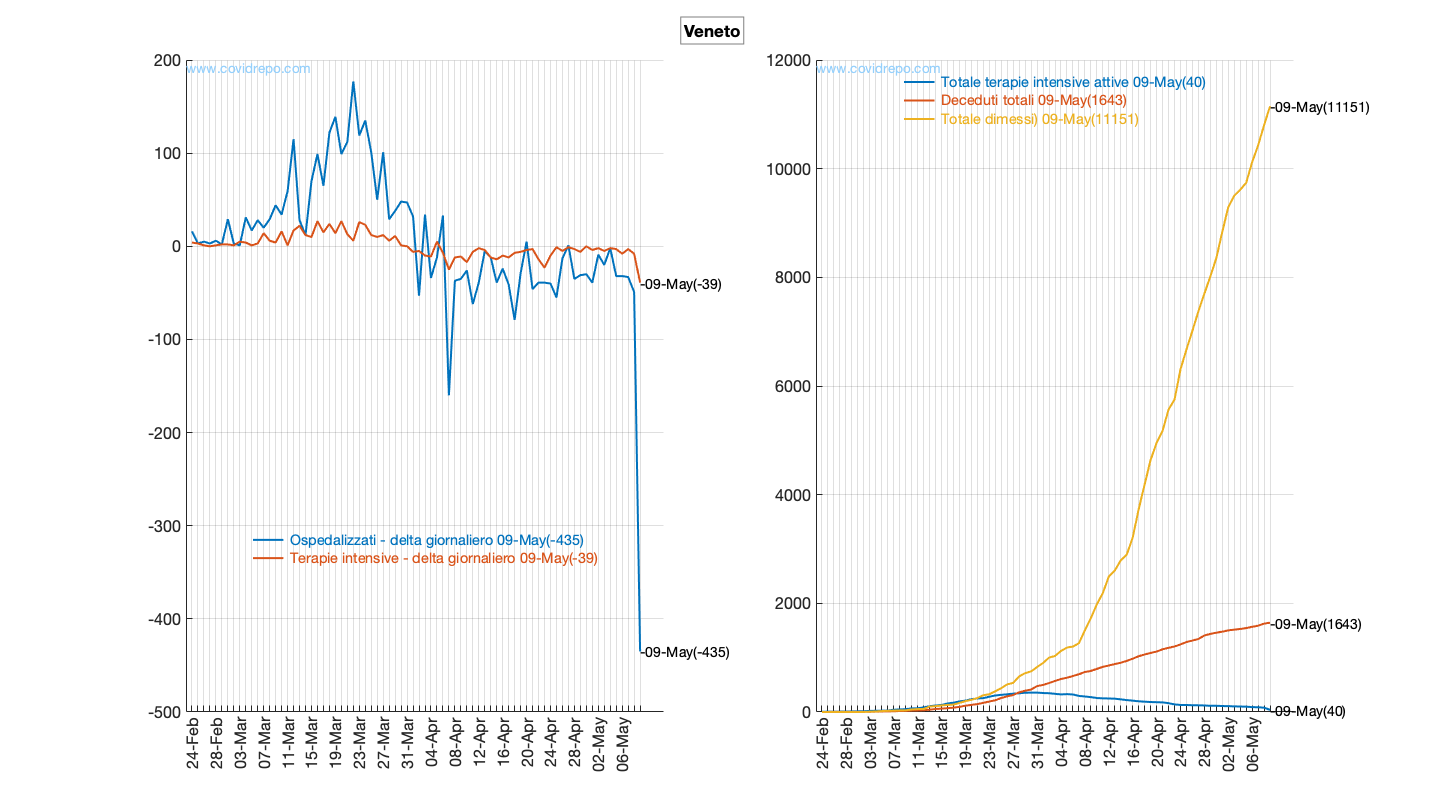 Veneto
200
100
0
-100
-200
-300
-400
-500
www.covidrepo.com
Ospedalizzati - delta giornaliero 09-May(-435)
Terapie intensive - delta giornaliero 09-May(-39)
-09-May(-39)
-09-May(-435)
24-Feb
28-Feb
03-Mar
07-Mar
11-Mar
15-Mar
19-Mar
23-Mar
27-Mar
31-Mar
04-Apr
08-Apr
12-Apr
16-Apr
20-Apr
24-Apr
28-Apr
02-May
06-May
12000
10000
8000
6000
4000
2000
0
www.covidrepo.com
Totale terapie intensive attive 09-May(40)
Deceduti totali 09-May(1643)
Totale dimessi) 09-May(11151)
-09-May(11151)
-09-May(1643)
-09-May(40)
24-Feb
28-Feb
03-Mar
07-Mar
11-Mar
15-Mar
19-Mar
23-Mar
27-Mar
31-Mar
04-Apr
08-Apr
12-Apr
16-Apr
20-Apr
24-Apr
28-Apr
02-May
06-May